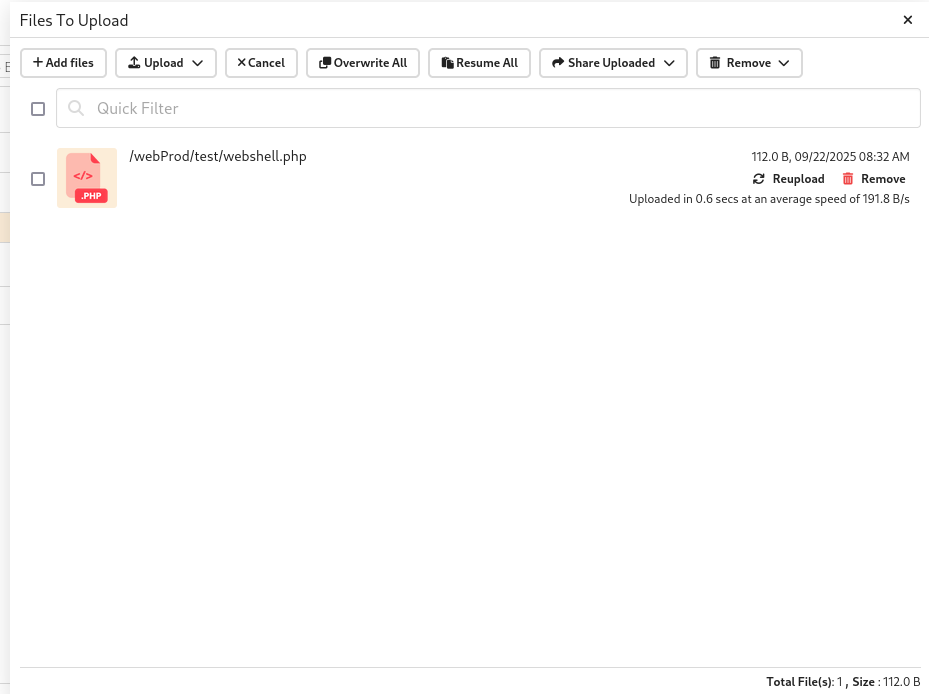 Files To Upload
Add files Upload Cancel Overwrite All Resume All Share Uploaded Remove
Quick Filter
/webProd/test/webshell.php
112.0 B, 09/22/2025 08:32 AM
</>
.PHP
Reupload Remove
Uploaded in 0.6 secs at an average speed of 191.8 B/s
Total File(s): 1 , Size : 112.0 B